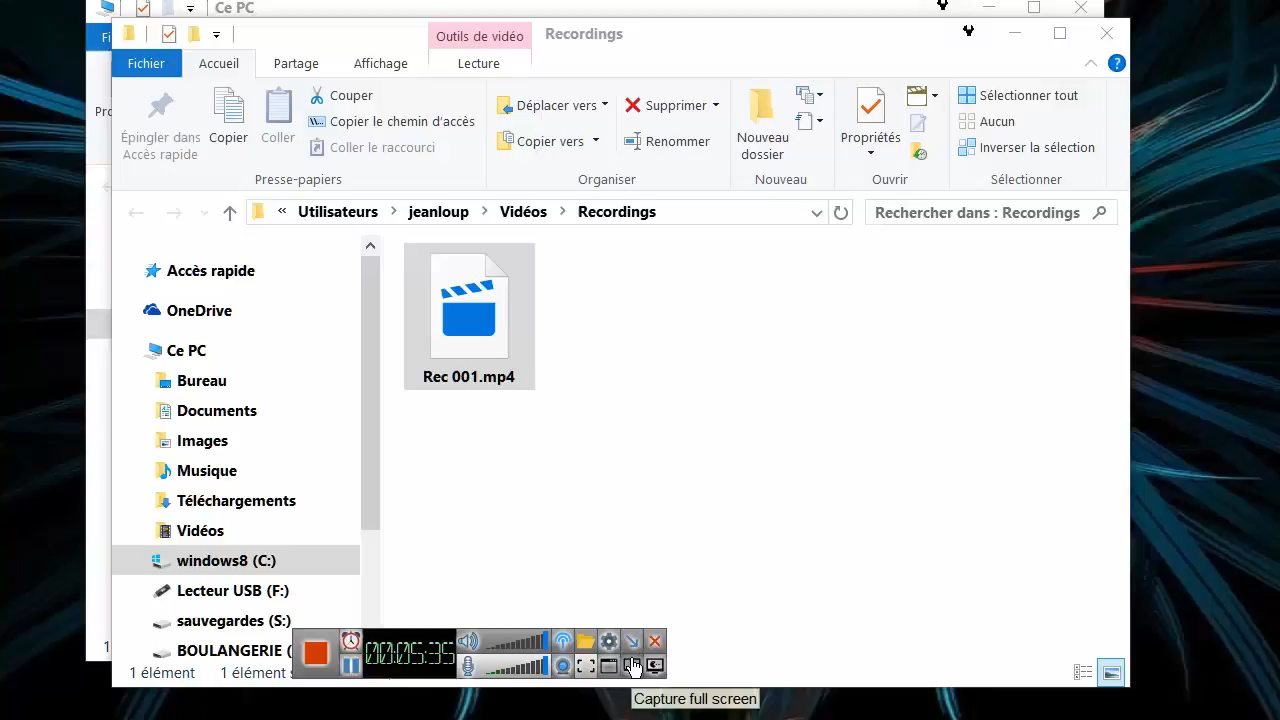 Ce PC
Fi
Pro
Outils de vidéo
Recordings
Fichier
Accueil
Partage
Affichage
Lecture
Épingler dans
Accès rapide
Copier
Coller
Couper
Copier le chemin d'accès
Coller le raccourci
Presse-papiers
Déplacer vers
Copier vers
Supprimer
Renommer
Organiser
Nouveau
dossier
Nouveau
Propriétés
Ouvrir
Sélectionner tout
Aucun
Inverser la sélection
Sélectionner
« Utilisateurs > jeanloup > Vidéos > Recordings
Rechercher dans : Recordings
Accès rapide
OneDrive
Ce PC
Bureau
Documents
Images
Musique
Téléchargements
Vidéos
windows8 (C:)
Lecteur USB (F:)
sauvegardes (S:)
BOULANGERIE (
Rec 001.mp4
00:05:35
1
1 élément
1 élément s
Capture full screen